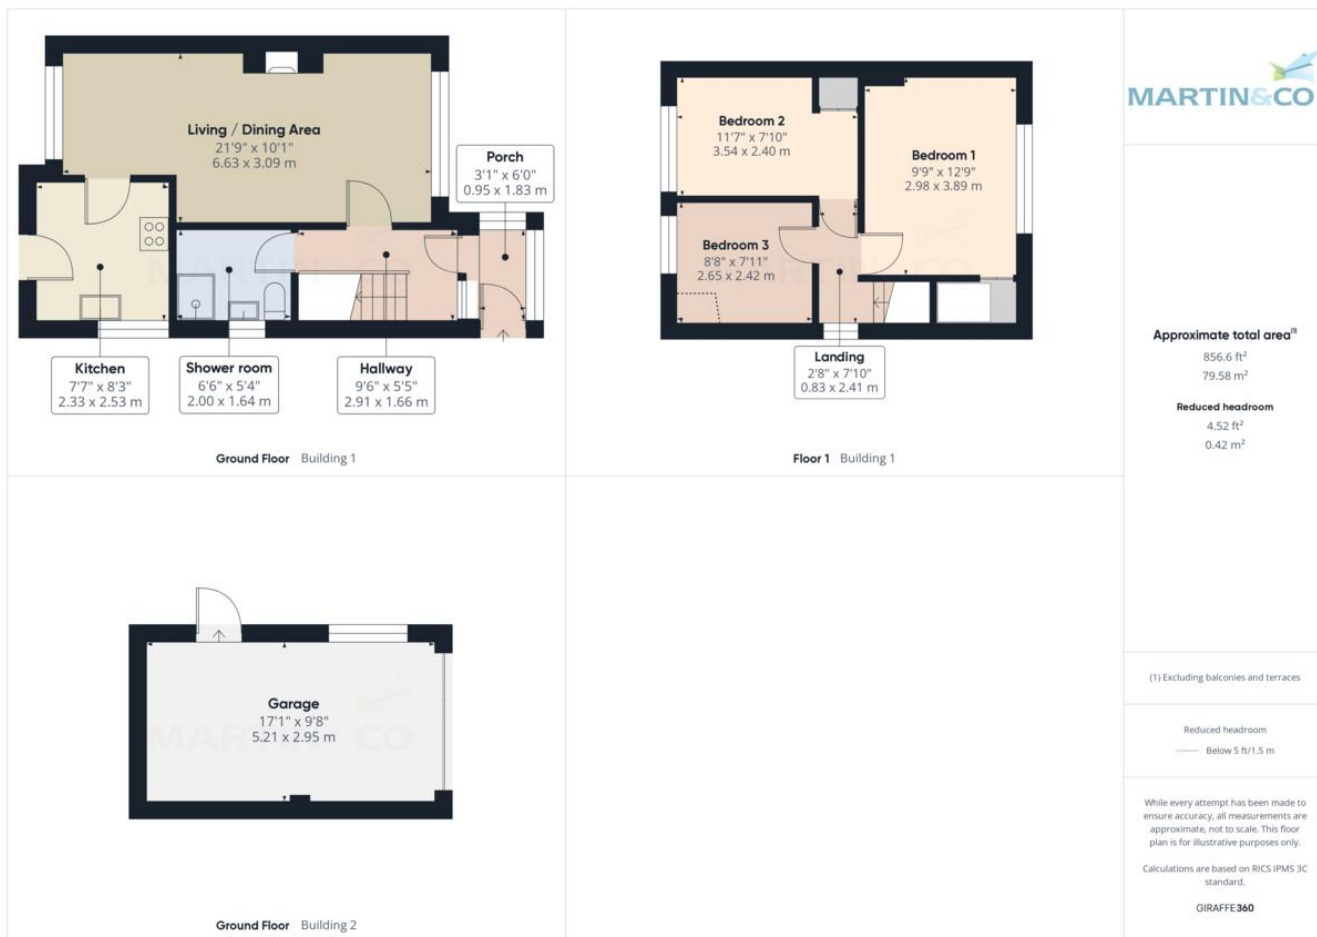 Living / Dining Area
21'9" x 10'1"
6.63 x 3.09 m
Porch
3'1" x 6'0"
0.95 x 1.83 m
Kitchen
7'7" x 8'3"
2.33 x 2.53 m
Shower room
6'6" x 5'4"
2.00 x 1.64 m
Hallway
9'6" x 5'5"
2.91 x 1.66 m
Ground Floor Building 1
Bedroom 2
11'7" x 7'10"
3.54 x 2.40 m
Bedroom 1
9'9" x 12'9"
2.98 x 3.89 m
Bedroom 3
8'8" x 7'11"
2.65 x 2.42 m
Landing
2'8" x 7'10"
0.83 x 2.41 m
Floor 1 Building 1
Garage
17'1" x 9'8"
5.21 x 2.95 m
Ground Floor Building 2
MARTIN&CO
Approximate total area(1)
856.6 ft²
79.58 m²
Reduced headroom
4.52 ft²
0.42 m²
(1) Excluding balconies and terraces
Reduced headroom
Below 5 ft/1.5 m
While every attempt has been made to
ensure accuracy, all measurements are
approximate, not to scale. This floor
plan is for illustrative purposes only.
Calculations are based on RICS IPMS 3C
standard.
GIRAFFE360